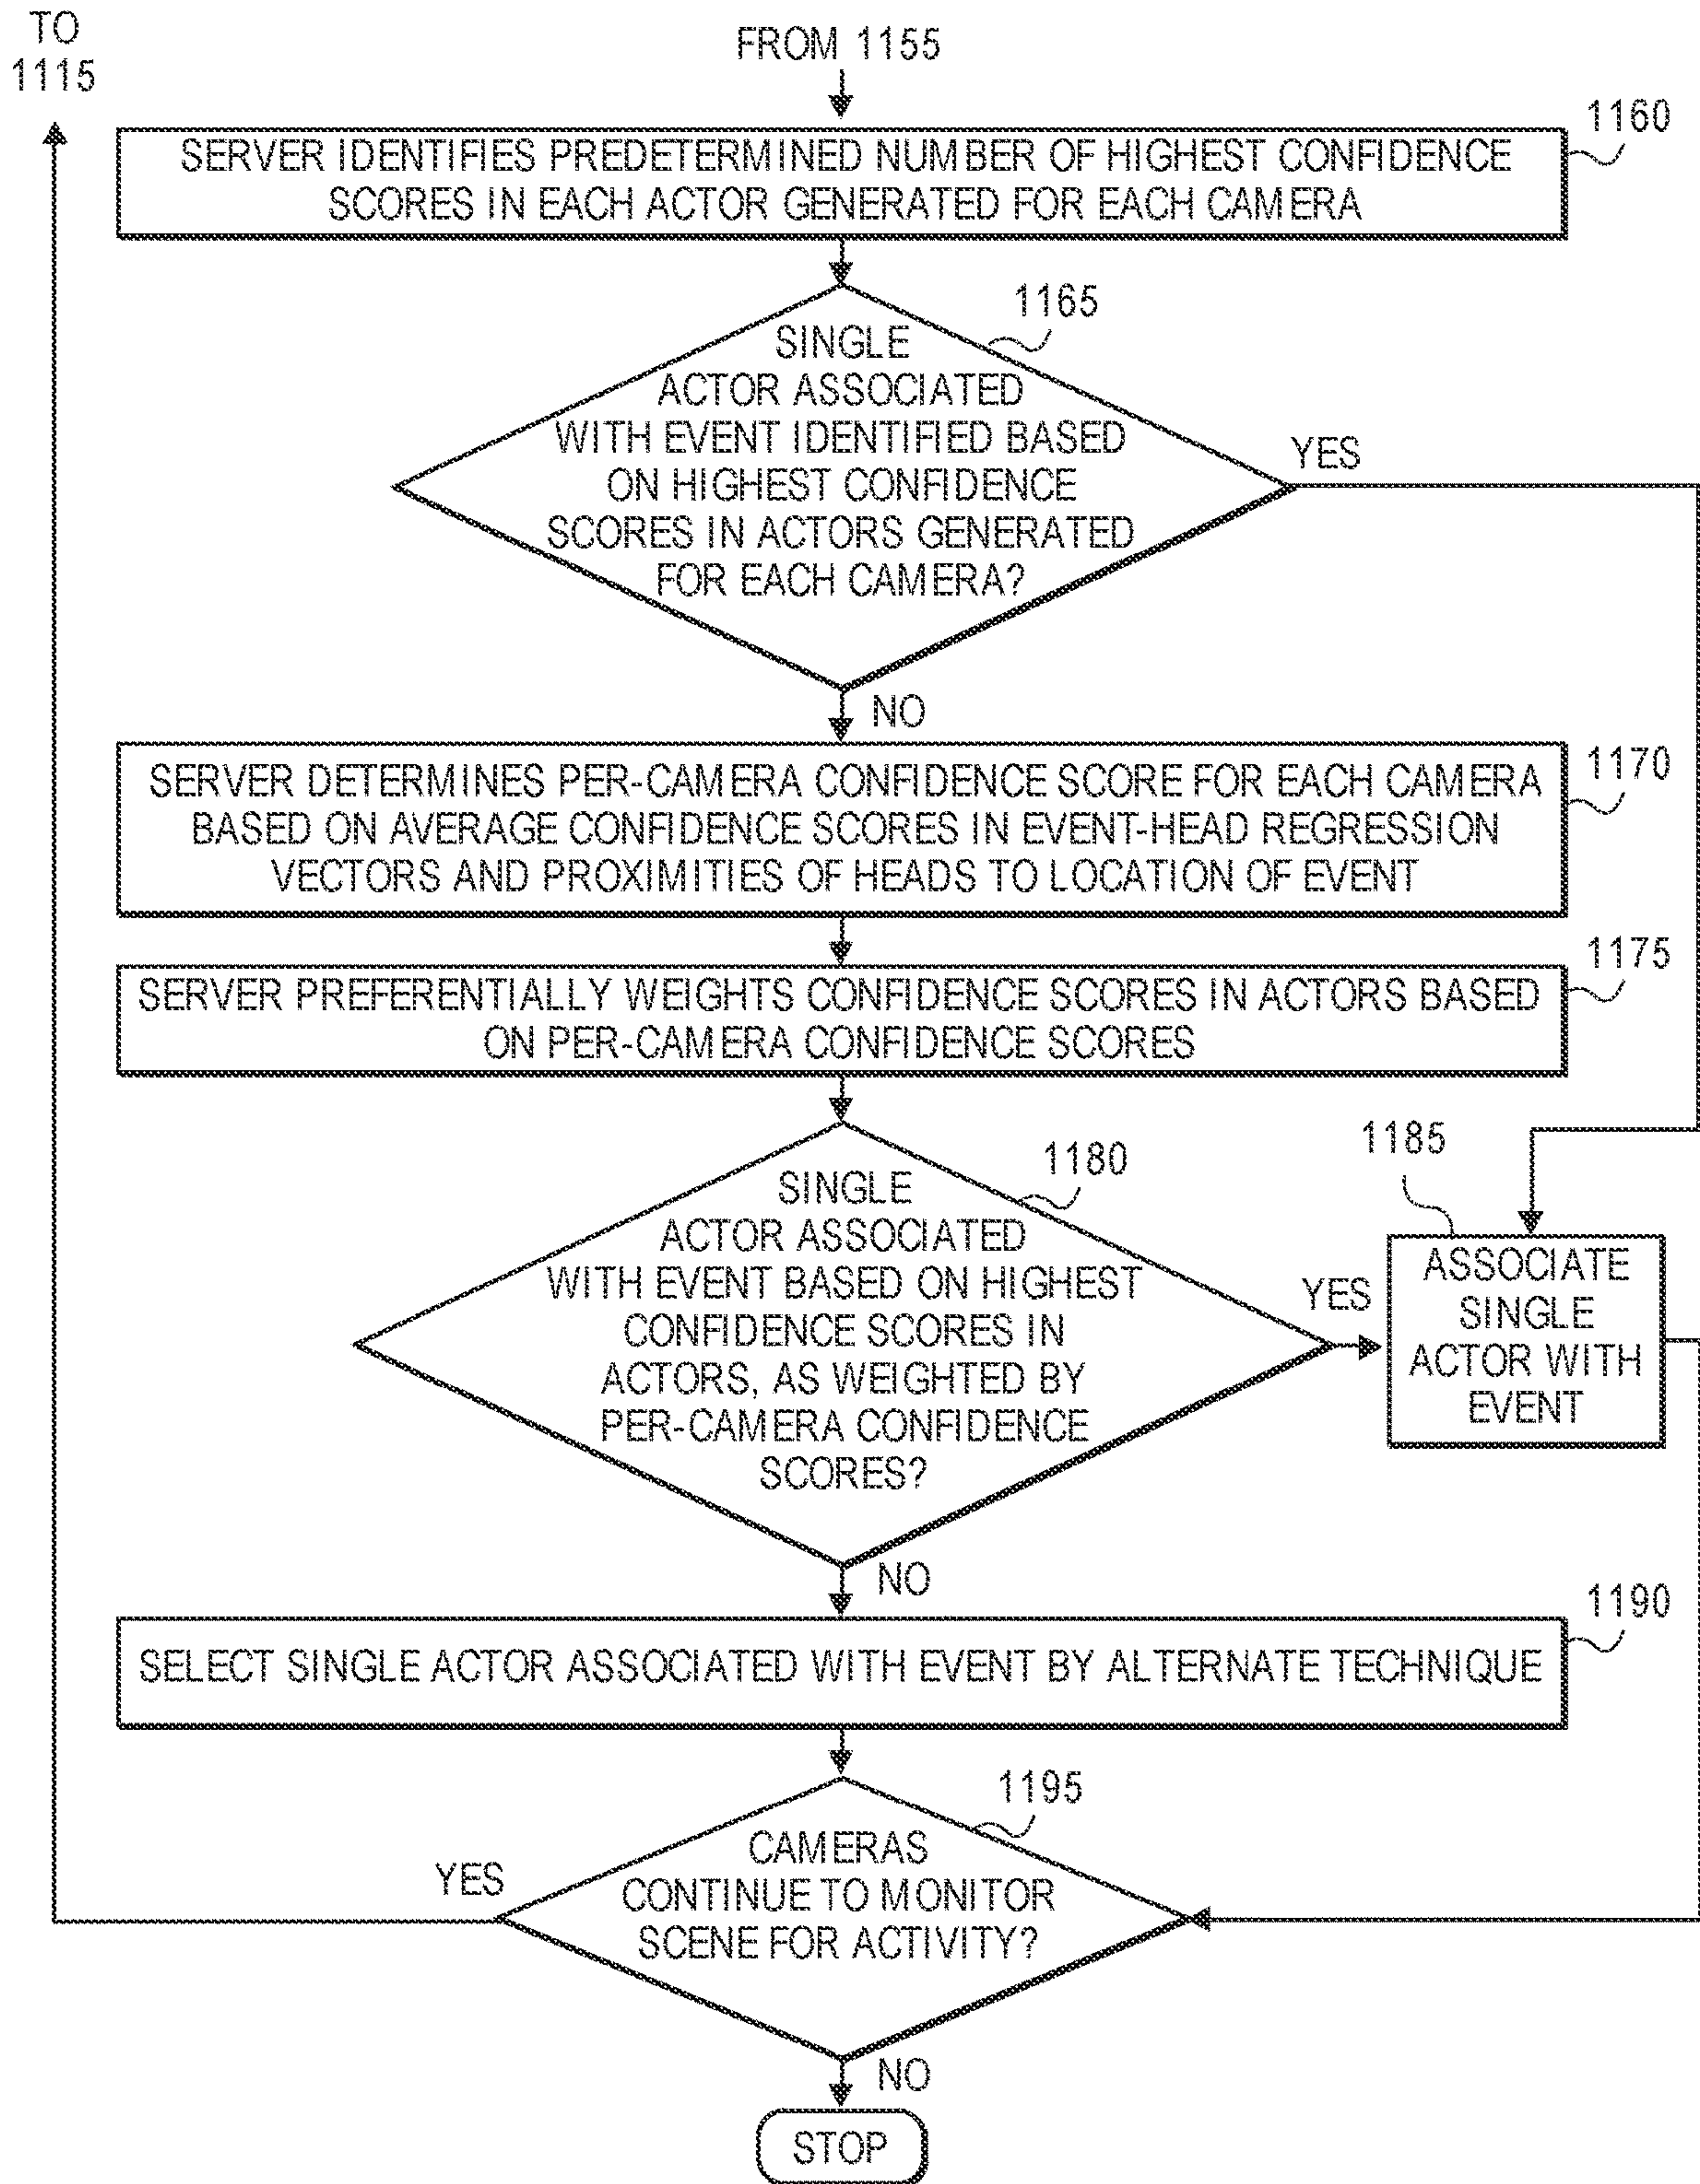 TO
1115
FROM 1155
1160
SERVER IDENTIFIES PREDETERMINED NUMBER OF HIGHEST CONFIDENCE
SCORES IN EACH ACTOR GENERATED FOR EACH CAMERA
1165
SINGLE
ACTOR ASSOCIATED
WITH EVENT IDENTIFIED BASED
ON HIGHEST CONFIDENCE
SCORES IN ACTORS GENERATED
FOR EACH CAMERA?
YES
NO
1170
SERVER DETERMINES PER-CAMERA CONFIDENCE SCORE FOR EACH CAMERA
BASED ON AVERAGE CONFIDENCE SCORES IN EVENT-HEAD REGRESSION
VECTORS AND PROXIMITIES OF HEADS TO LOCATION OF EVENT
1175
SERVER PREFERENTIALLY WEIGHTS CONFIDENCE SCORES IN ACTORS BASED
ON PER-CAMERA CONFIDENCE SCORES
1180
SINGLE
ACTOR ASSOCIATED
WITH EVENT BASED ON HIGHEST
CONFIDENCE SCORES IN
ACTORS, AS WEIGHTED BY
PER-CAMERA CONFIDENCE
SCORES?
YES
1185
ASSOCIATE
SINGLE
ACTOR WITH
EVENT
NO
1190
SELECT SINGLE ACTOR ASSOCIATED WITH EVENT BY ALTERNATE TECHNIQUE
1195
CAMERAS
CONTINUE TO MONITOR
SCENE FOR ACTIVITY?
YES
NO
STOP